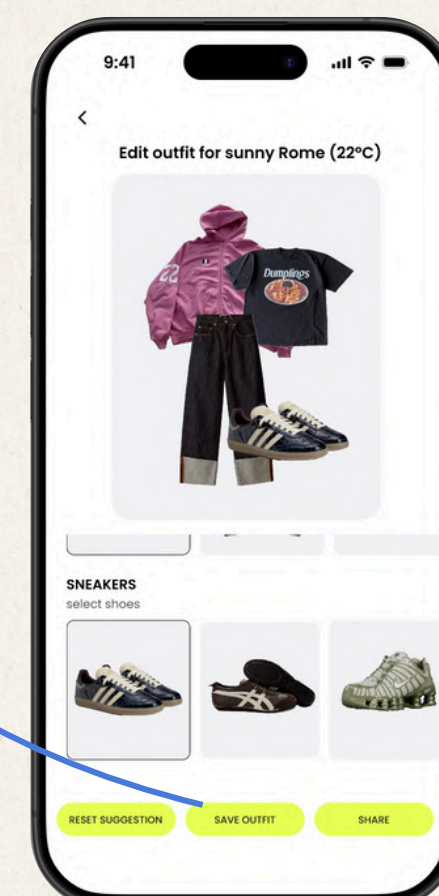 9:41
Edit outfit for sunny Rome (22°C)
22
Dumplings
SNEAKERS
select shoes
RESET SUGGESTION
SAVE OUTFIT
SHARE